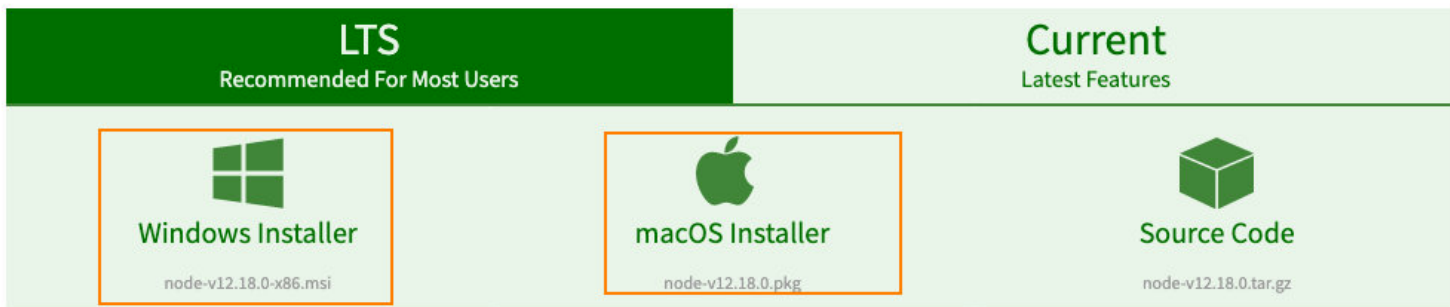 LTS
Recommended For Most Users
Current
Latest Features
Windows Installer
node-v12.18.0-x86.msi
macOS Installer
node-v12.18.0.pkg
Source Code
node-v12.18.0.tar.gz